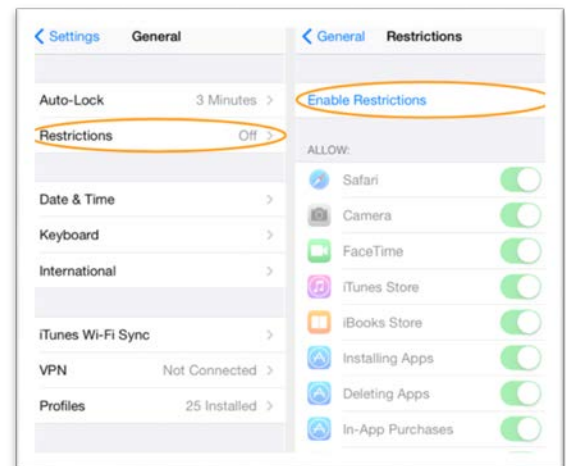 Settings General
Auto-Lock 3 Minutes
Restrictions Off
Date & Time
Keyboard
International
iTunes Wi-Fi Sync
VPN Not Connected
Profiles 25 Installed
General Restrictions
Enable Restrictions
ALLOW:
Safari
Camera
FaceTime
iTunes Store
iBooks Store
Installing Apps
Deleting Apps
In-App Purchases